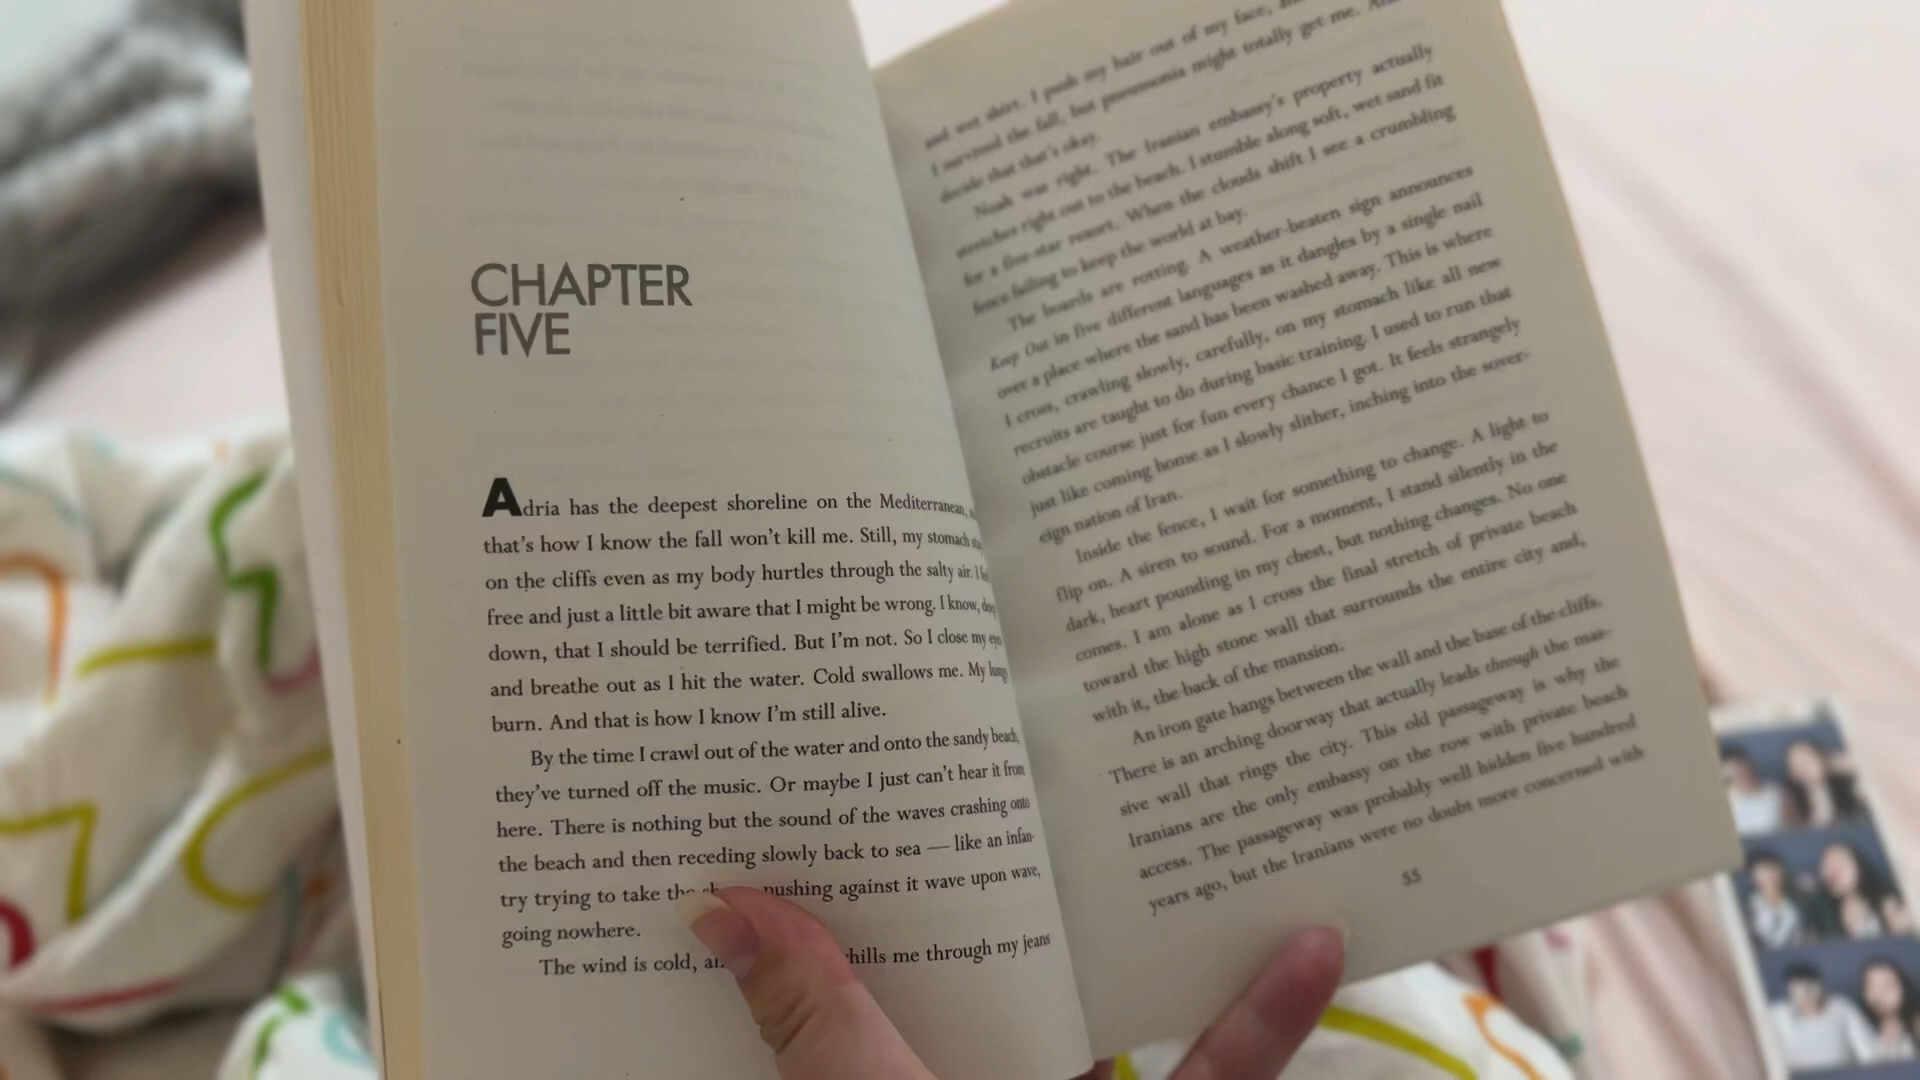 CHAPTER
FIVE
Adria has the deepest shoreline on the Mediterranean,
that's how I know the fall won't kill me. Still, my stomach
on the cliffs even as my body hurtles through the salty air. I
free and just a little bit aware that I might be wrong. I know, deep
down, that I should be terrified. But I'm not. So I close my eyes
and breathe out as I hit the water. Cold swallows me. My lungs
burn. And that is how I know I'm still alive.
By the time I crawl out of the water and onto the sandy beach,
they've turned off the music. Or maybe I just can't hear it from
here. There is nothing but the sound of the waves crashing onto
the beach and then receding slowly back to sea — like an infan-
try trying to take the pushing against it wave upon wave,
going nowhere.
The wind is cold, chills me through my jeans
and wet shirt. I push my hair out of my face,
I survived the fall, but pneumonia might totally get me.
decide that that's okay.
Noah was right. The Iranian embassy's property actually
stretches right out to the beach. I stumble along soft, wet sand fit
for a five-star resort. When the clouds shift I see a crumbling
fence failing to keep the world at bay.
The boards are rotting. A weather-beaten sign announces
Keep Out in five different languages as it dangles by a single nail
over a place where the sand has been washed away. This is where
I cross, crawling slowly, carefully, on my stomach like all new
recruits are taught to do during basic training. I used to run that
obstacle course just for fun every chance I got. It feels strangely
just like coming home as I slowly slither, inching into the sover-
eign nation of Iran.
Inside the fence, I wait for something to change. A light to
flip on. A siren to sound. For a moment, I stand silently in the
dark, heart pounding in my chest, but nothing changes. No one
comes. I am alone as I cross the final stretch of private beach
toward the high stone wall that surrounds the entire city and,
with it, the back of the mansion.
An iron gate hangs between the wall and the base of the cliffs.
There is an arching doorway that actually leads through the mas-
sive wall that rings the city. This old passageway is why the
Iranians are the only embassy on the row with private beach
access. The passageway was probably well hidden five hundred
years ago, but the Iranians were no doubt more concerned with
55